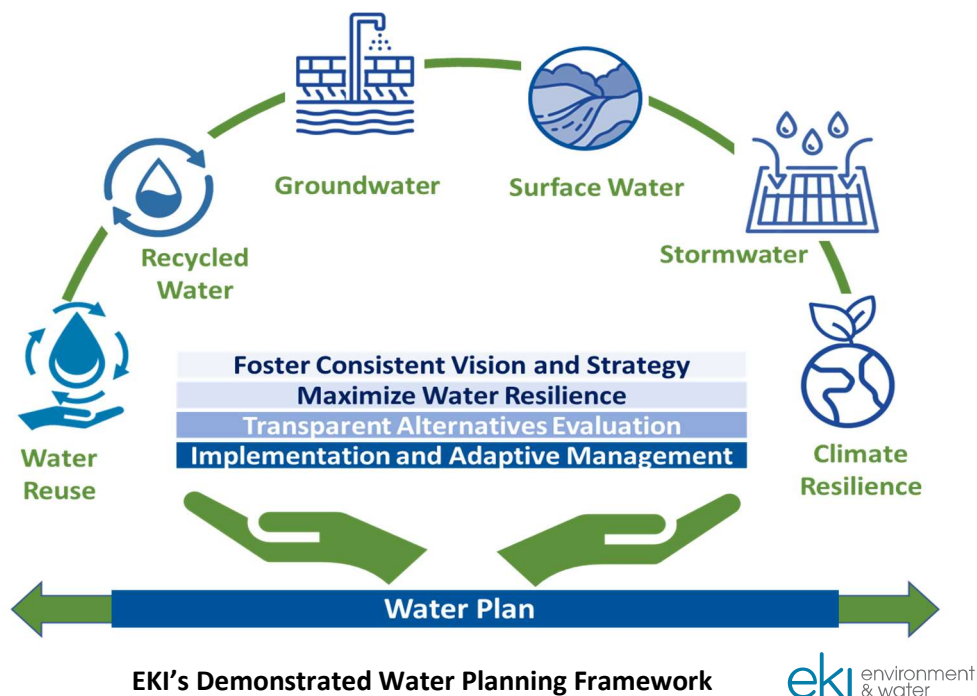 Groundwater
Surface Water
Recycled
Water
Stormwater
Foster Consistent Vision and Strategy
Maximize Water Resilience
Transparent Alternatives Evaluation
Implementation and Adaptive Management
Water
Reuse
Climate
Resilience
Water Plan
EKI’s Demonstrated Water Planning Framework
eki environment
& water